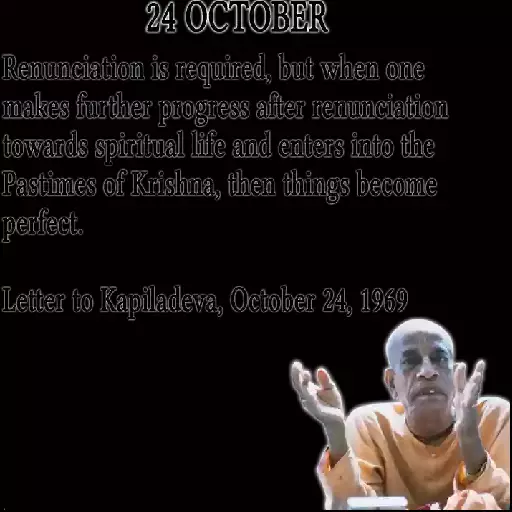 24 OCTOBER
Renunciation is required, but when one
makes further progress after renunciation
towards spiritual life and enters into the
Pastimes of Krishna, then things become
perfect.
Letter to Kapiladeva, October 24, 1969